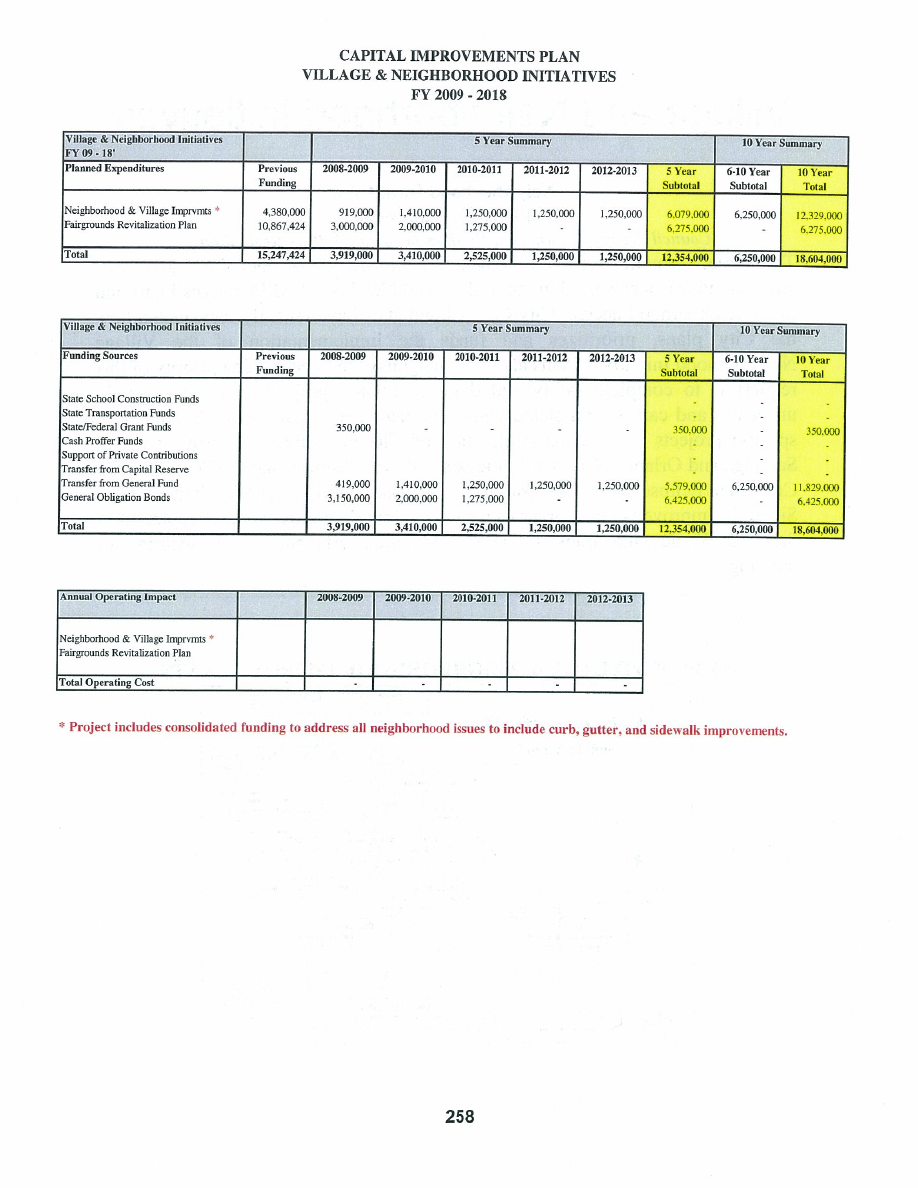 CAPITAL IMPROVEMENTS PLAN
VILLAGE & NEIGHBORHOOD INITIATIVES
FY 2009 - 2018
Village & Neighborhood Initiatives 5 Year Summary 10 Year Summary
FY 09 - 18'
Planned Expenditures Previous 2008-2009 2009-2010 2010-2011 2011-2012 2012-2013 5 Year 6-10 Year 10 Year
Funding Subtotal Subtotal Total
Neighborhood & Village Imprvmts * 4,380,000 919,000 1,410,000 1,250,000 1,250,000 1,250,000 6,079,000 6,250,000 12,329,000
Fairgrounds Revitalization Plan 10,867,424 3,000,000 2,000,000 1,275,000 - - 6,275,000 - 6,275,000
Total 15,247,424 3,919,000 3,410,000 2,525,000 1,250,000 1,250,000 12,354,000 6,250,000 18,604,000
Village & Neighborhood Initiatives 5 Year Summary 10 Year Summary
Funding Sources Previous 2008-2009 2009-2010 2010-2011 2011-2012 2012-2013 5 Year 6-10 Year 10 Year
Funding Subtotal Subtotal Total
State School Construction Funds - - -
State Transportation Funds - - -
State/Federal Grant Funds 350,000 - - - - 350,000 - 350,000
Cash Proffer Funds - - -
Support of Private Contributions - - -
Transfer from Capital Reserve - - -
Transfer from General Fund 419,000 1,410,000 1,250,000 1,250,000 1,250,000 5,579,000 6,250,000 11,829,000
General Obligation Bonds 3,150,000 2,000,000 1,275,000 - - 6,425,000 - 6,425,000
Total 3,919,000 3,410,000 2,525,000 1,250,000 1,250,000 12,354,000 6,250,000 18,604,000
Annual Operating Impact 2008-2009 2009-2010 2010-2011 2011-2012 2012-2013
Neighborhood & Village Imprvmts *
Fairgrounds Revitalization Plan
Total Operating Cost - - - - -
* Project includes consolidated funding to address all neighborhood issues to include curb, gutter, and sidewalk improvements.
258